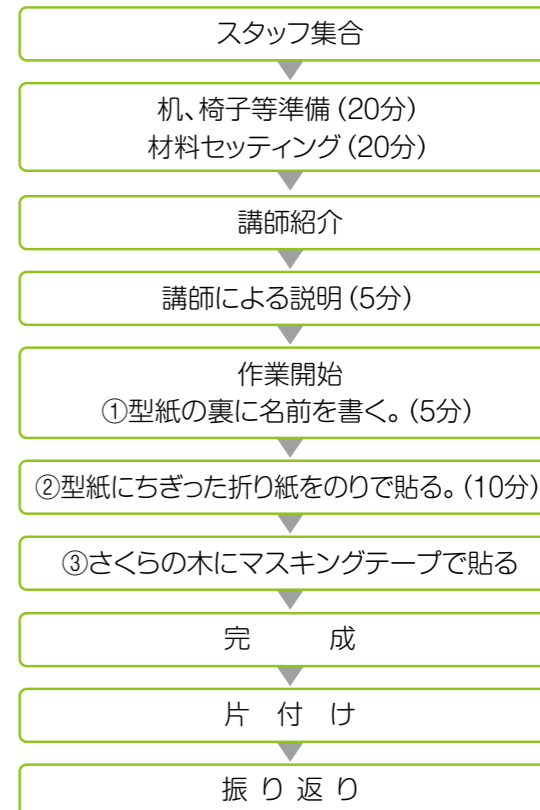 スタッフ集合
机、椅子等準備（20分）
材料セッティング（20分）
講師紹介
講師による説明（5分）
作業開始
①型紙の裏に名前を書く。（5分）
②型紙にちぎった折り紙をのりで貼る。（10分）
③さくらの木にマスキングテープで貼る
完　　　成
片　付　け
振 り 返 り